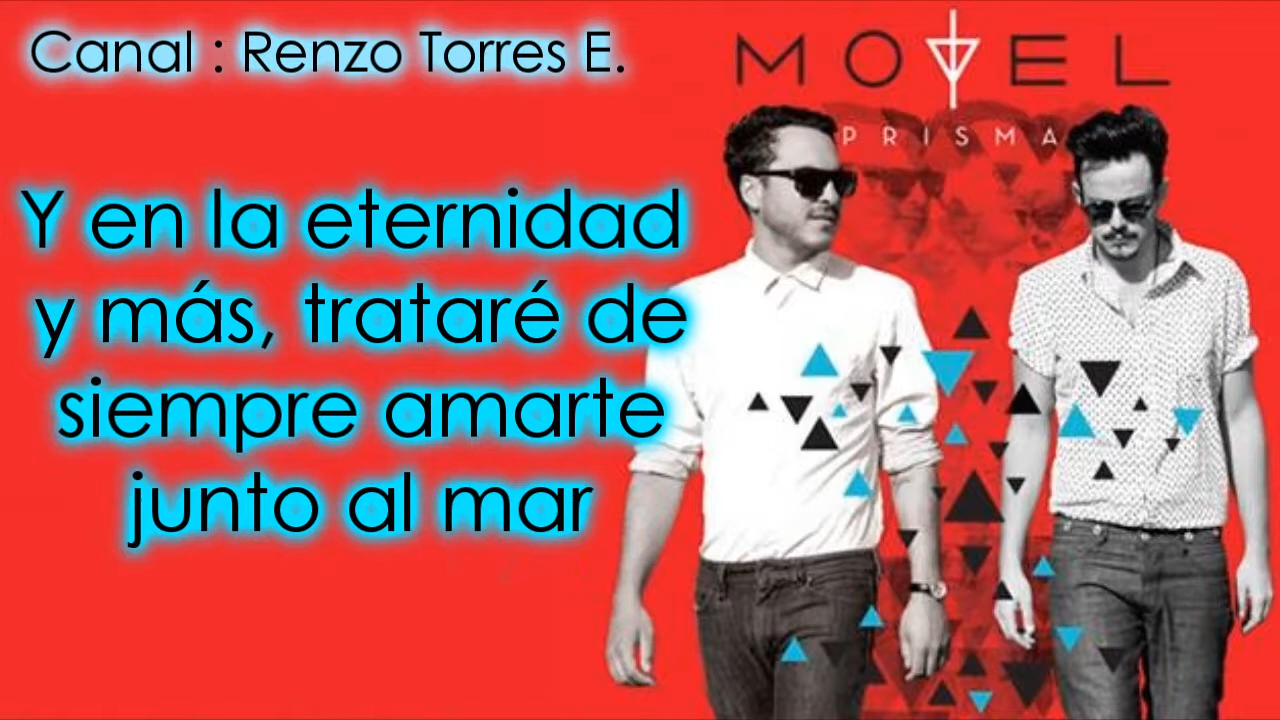 Canal : Renzo Torres E.
MOTEL
PRISMA
Y en la eternidad
y más, trataré de
siempre amarte
junto al mar